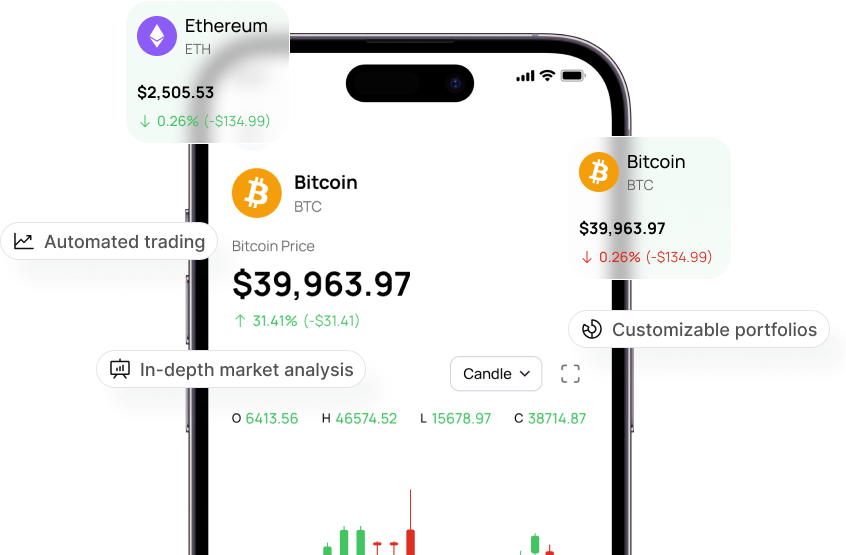 Ethereum
ETH
$2,505.53
↓ 0.26% (-$134.99)
Bitcoin
BTC
$39,963.97
↓ 0.26% (-$134.99)
Bitcoin
BTC
Automated trading
Bitcoin Price
$39,963.97
↑ 31.41% (-$31.41)
Customizable portfolios
In-depth market analysis
Candle
O 6413.56 H 46574.52 L 15678.97 C 38714.87